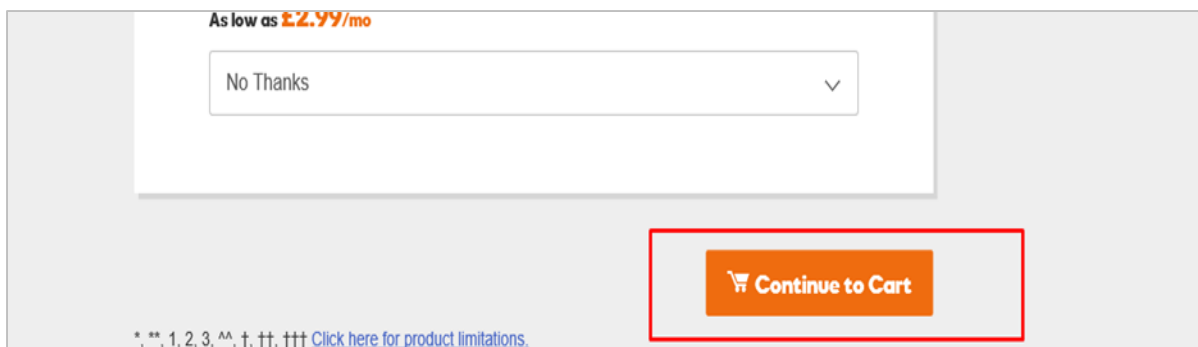 As low as £2.99/mo
No Thanks
Continue to Cart
*, **, 1, 2, 3, ^^, †, ††, ††† Click here for product limitations.